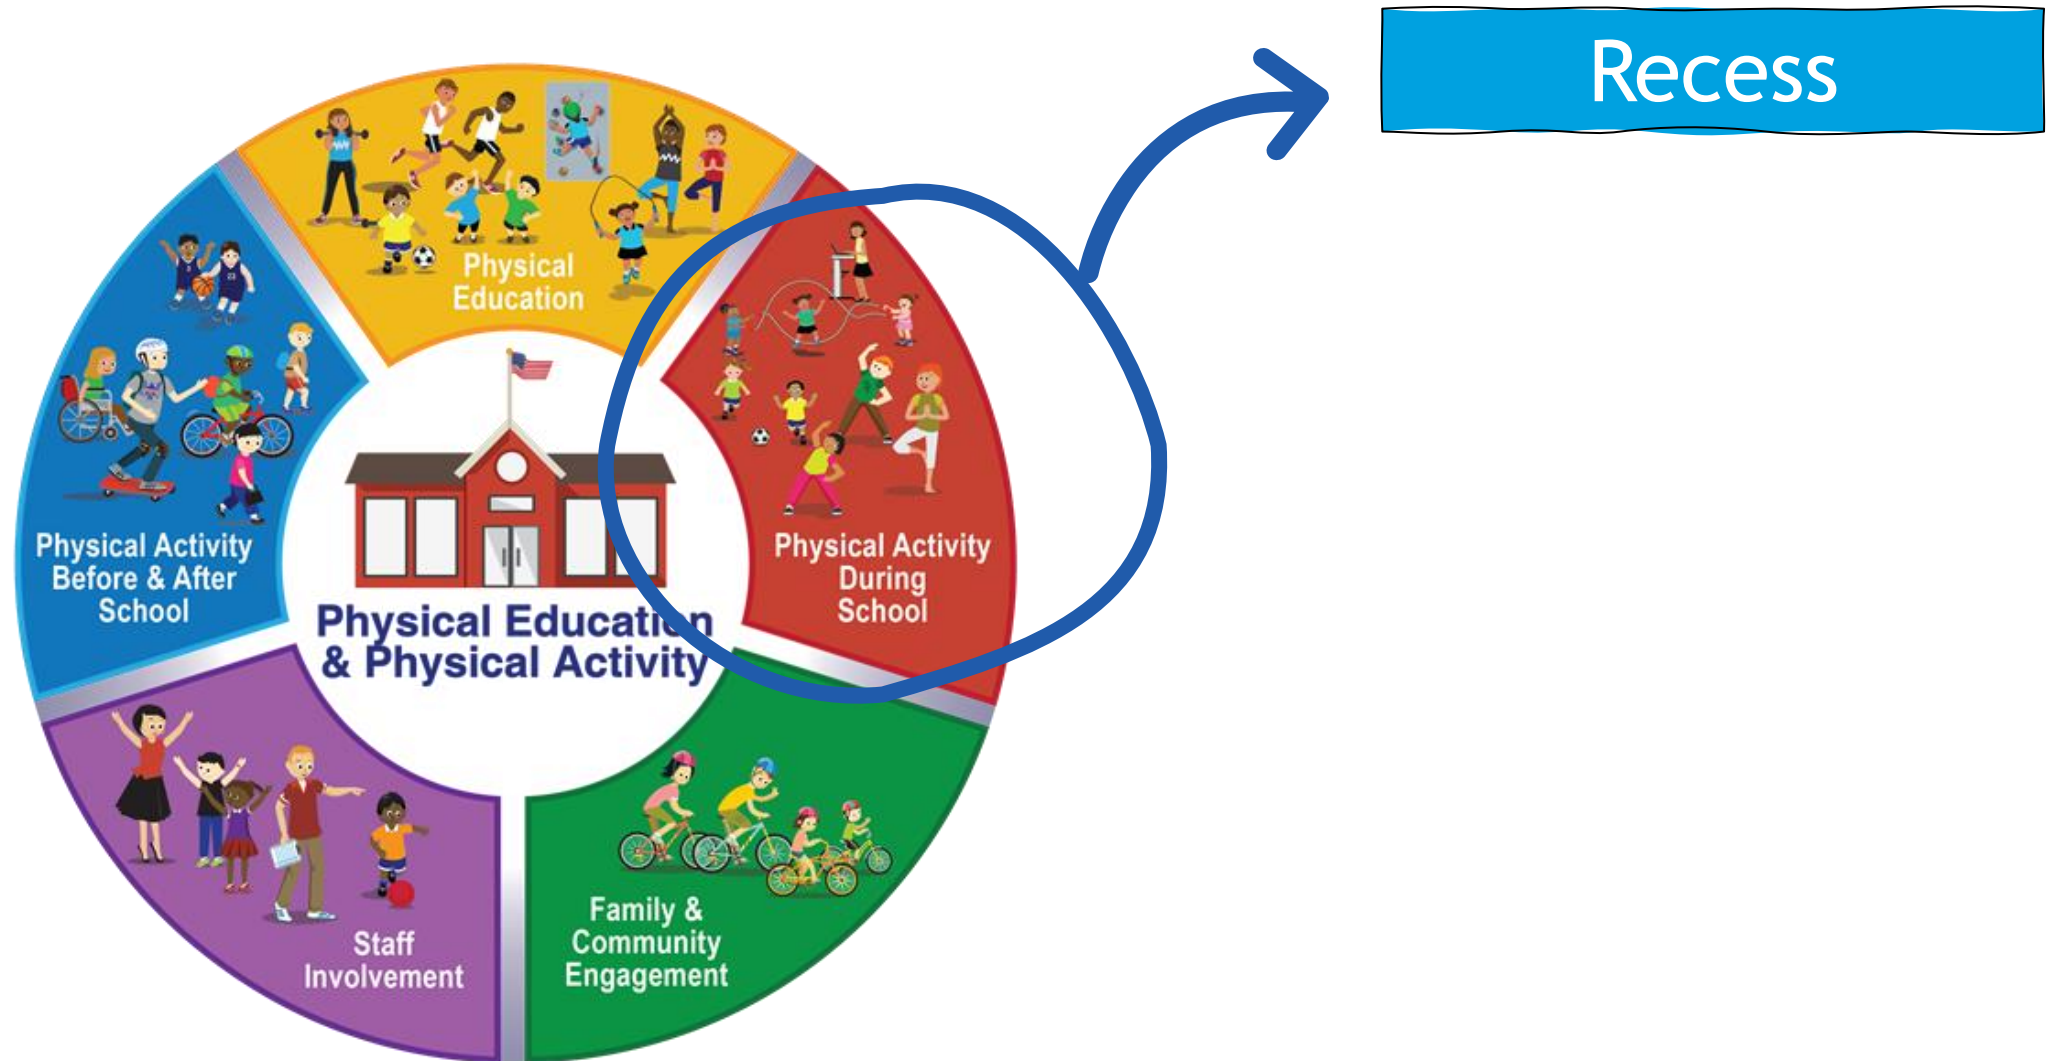 Recess
Physical
Education
Physical Activity
Before & After
School
Physical Activity
During
School
Physical Education
& Physical Activity
Staff
Involvement
Family &
Community
Engagement